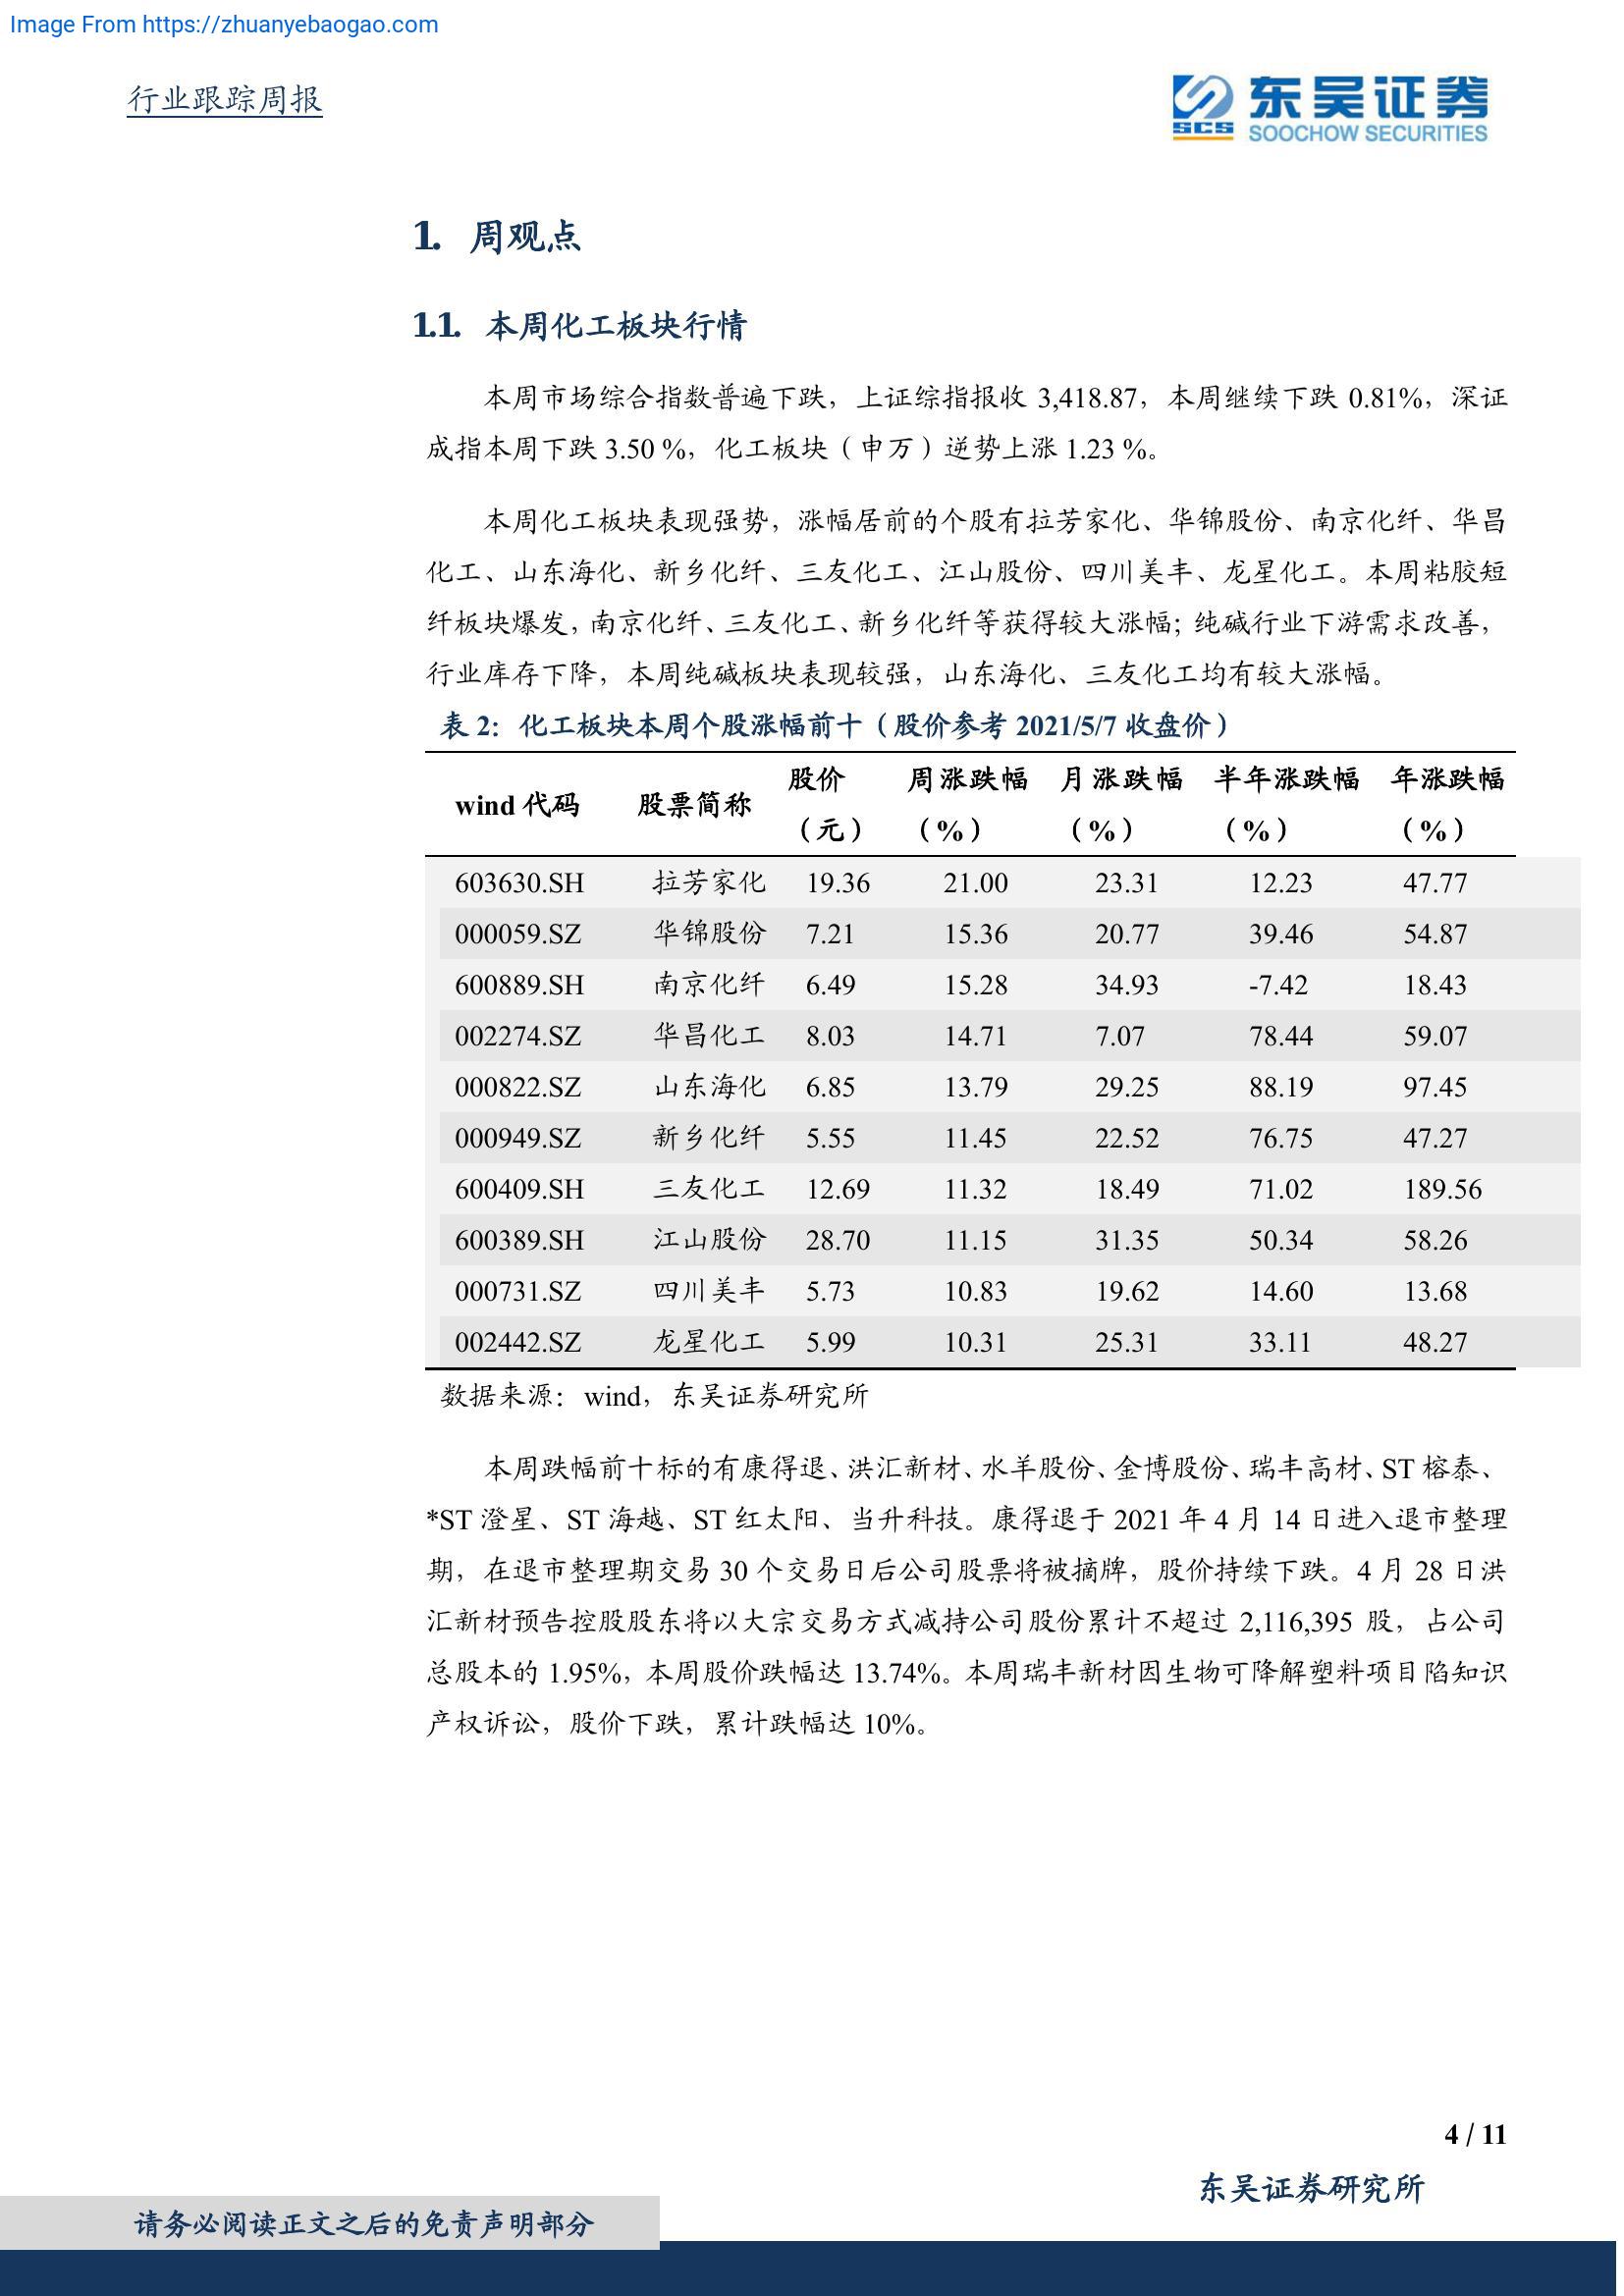 Image From https://zhuanyebaogao.com
行业跟踪周报
SCS
东吴证券
SOOCHOW SECURITIES
1. 周观点
1.1. 本周化工板块行情
本周市场综合指数普遍下跌，上证综指报收 3,418.87，本周继续下跌 0.81%，深证
成指本周下跌 3.50 %，化工板块（申万）逆势上涨 1.23 %。
本周化工板块表现强势，涨幅居前的个股有拉芳家化、华锦股份、南京化纤、华昌
化工、山东海化、新乡化纤、三友化工、江山股份、四川美丰、龙星化工。本周粘胶短
纤板块爆发，南京化纤、三友化工、新乡化纤等获得较大涨幅；纯碱行业下游需求改善，
行业库存下降，本周纯碱板块表现较强，山东海化、三友化工均有较大涨幅。
表 2：化工板块本周个股涨幅前十（股价参考 2021/5/7 收盘价）
wind 代码 股票简称 股价（元） 周涨跌幅（%） 月涨跌幅（%） 半年涨跌幅（%） 年涨跌幅（%）
603630.SH 拉芳家化 19.36 21.00 23.31 12.23 47.77
000059.SZ 华锦股份 7.21 15.36 20.77 39.46 54.87
600889.SH 南京化纤 6.49 15.28 34.93 -7.42 18.43
002274.SZ 华昌化工 8.03 14.71 7.07 78.44 59.07
000822.SZ 山东海化 6.85 13.79 29.25 88.19 97.45
000949.SZ 新乡化纤 5.55 11.45 22.52 76.75 47.27
600409.SH 三友化工 12.69 11.32 18.49 71.02 189.56
600389.SH 江山股份 28.70 11.15 31.35 50.34 58.26
000731.SZ 四川美丰 5.73 10.83 19.62 14.60 13.68
002442.SZ 龙星化工 5.99 10.31 25.31 33.11 48.27
数据来源：wind，东吴证券研究所
本周跌幅前十标的有康得退、洪汇新材、水羊股份、金博股份、瑞丰高材、ST 榕泰、
*ST 澄星、ST 海越、ST 红太阳、当升科技。康得退于 2021 年 4 月 14 日进入退市整理
期，在退市整理期交易 30 个交易日后公司股票将被摘牌，股价持续下跌。4 月 28 日洪
汇新材预告控股股东将以大宗交易方式减持公司股份累计不超过 2,116,395 股，占公司
总股本的 1.95%，本周股价跌幅达 13.74%。本周瑞丰新材因生物可降解塑料项目陷知识
产权诉讼，股价下跌，累计跌幅达 10%。
4 / 11
东吴证券研究所
请务必阅读正文之后的免责声明部分